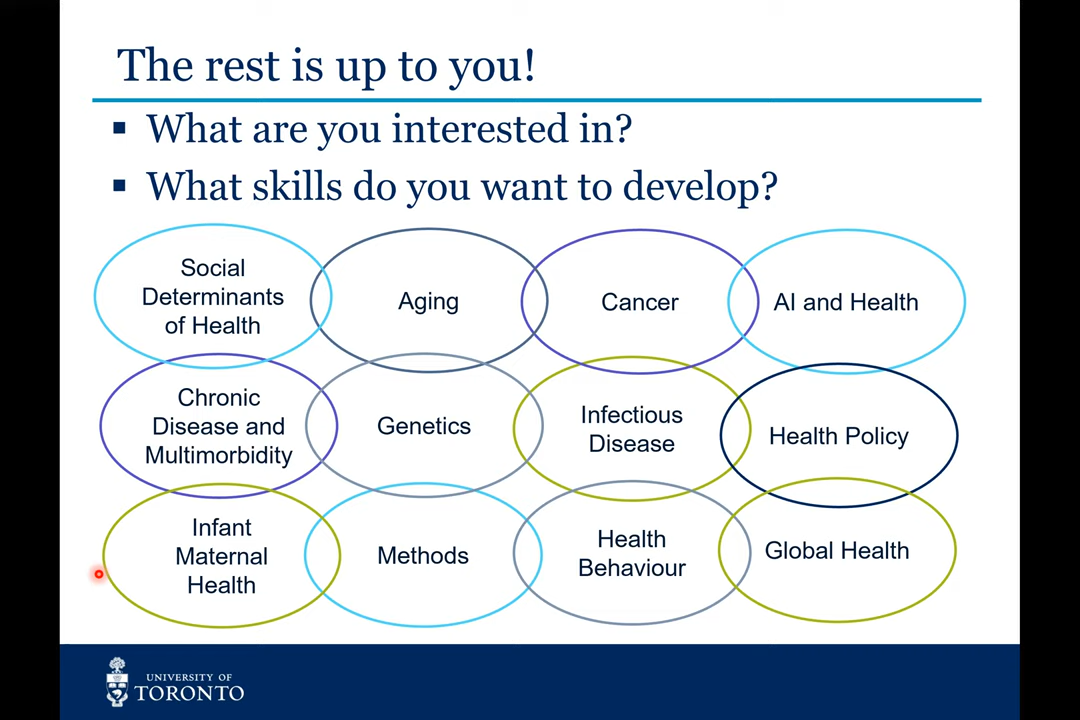 The rest is up to you!
What are you interested in?
What skills do you want to develop?
Social
Determinants
of Health
Aging
Cancer
AI and Health
Chronic
Disease and
Multimorbidity
Genetics
Infectious
Disease
Health Policy
Infant
Maternal
Health
Methods
Health
Behaviour
Global Health
UNIVERSITY OF
TORONTO